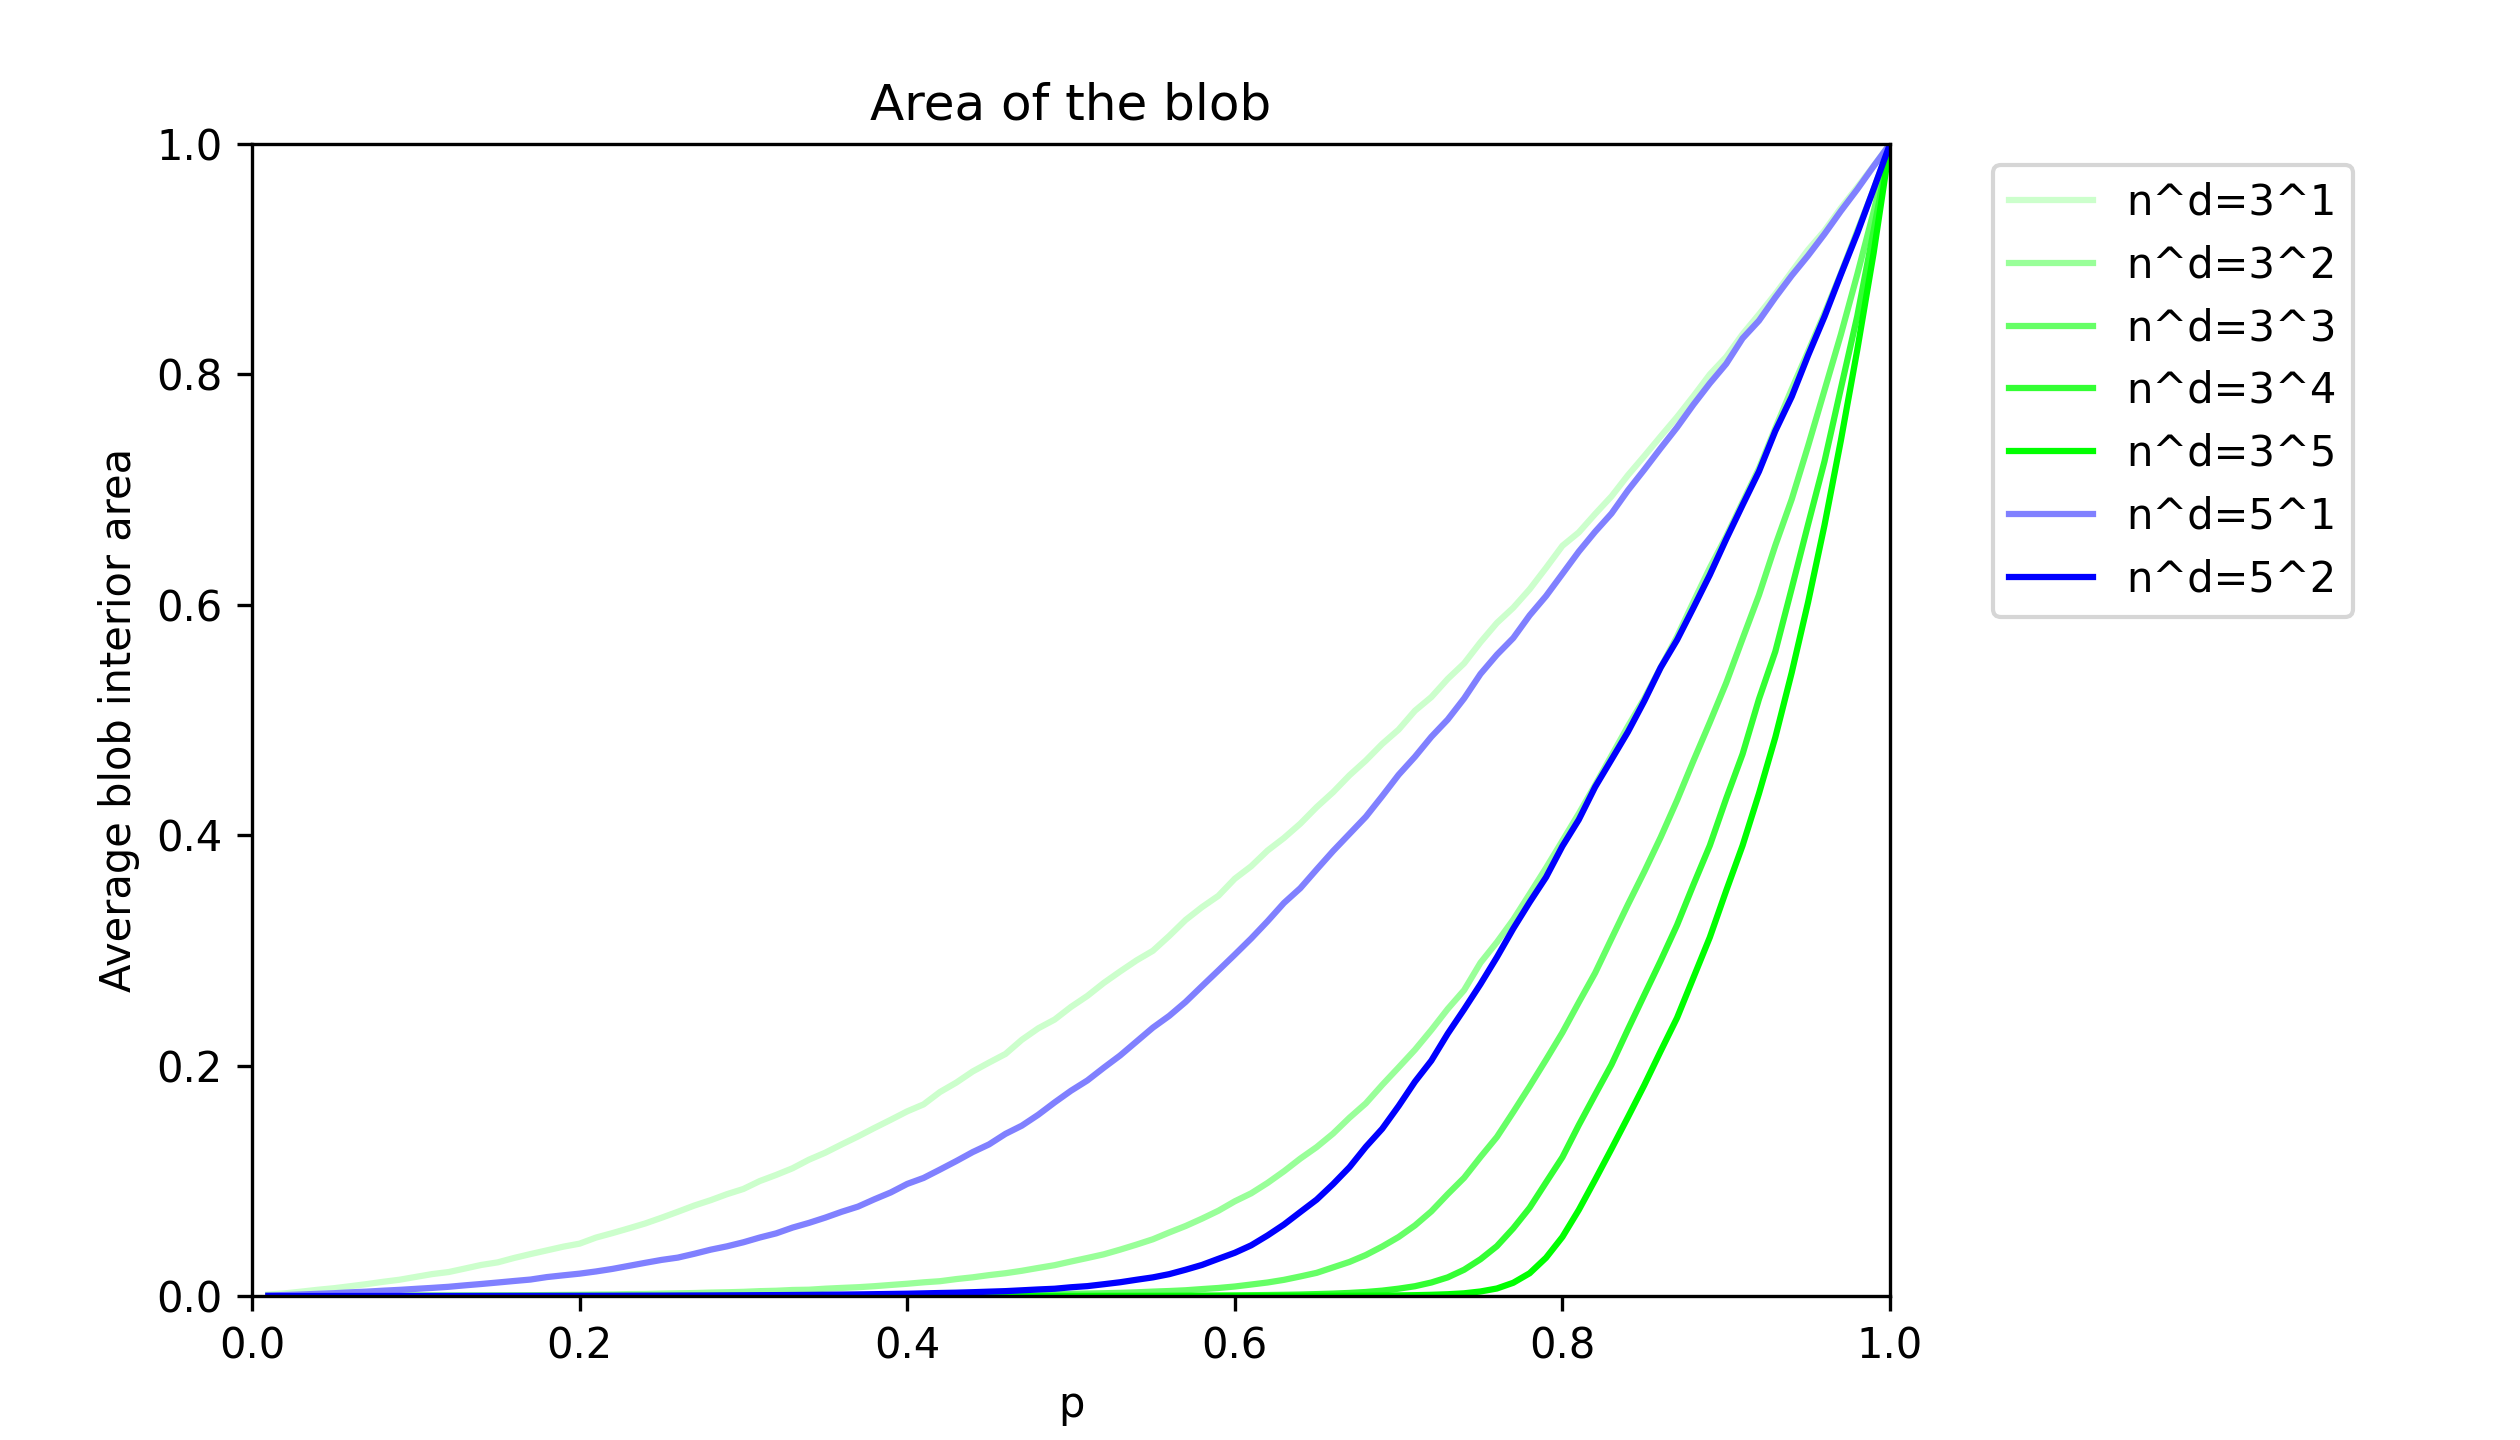 Area of the blob
1.0
0.8
0.6
0.4
0.2
0.0
Average blob interior area
0.0 0.2 0.4 0.6 0.8 1.0
p
n^d=3^1
n^d=3^2
n^d=3^3
n^d=3^4
n^d=3^5
n^d=5^1
n^d=5^2